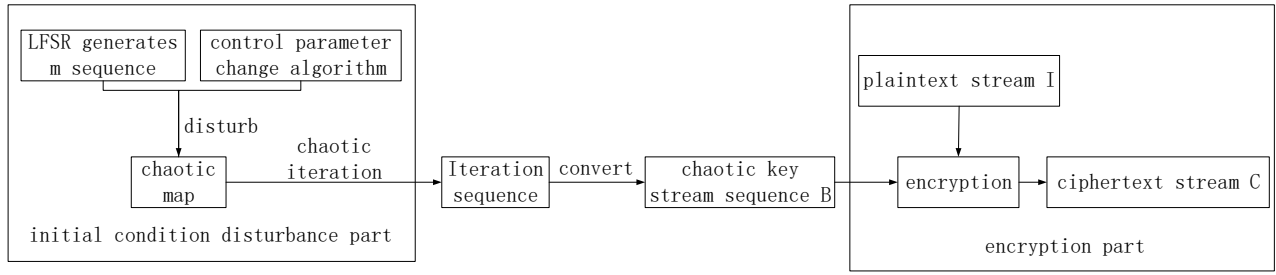 LFSR generates
m sequence
control parameter
change algorithm
disturb
chaotic
map
chaotic
iteration
initial condition disturbance part
Iteration
sequence
convert
chaotic key
stream sequence B
plaintext stream I
encryption
ciphertext stream C
encryption part